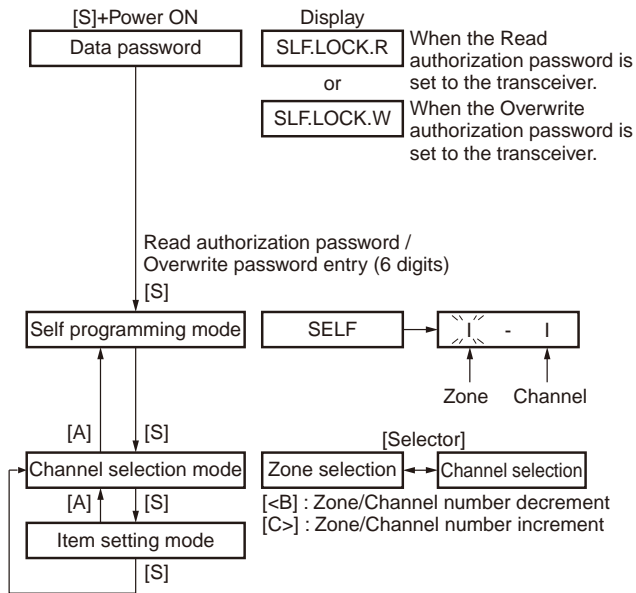 [S]+Power ON
Display
Data password
SLF.LOCK.R
When the Read
authorization password is
set to the transceiver.
or
SLF.LOCK.W
When the Overwrite
authorization password is
set to the transceiver.
Read authorization password /
Overwrite password entry (6 digits)
[S]
Self programming mode
SELF
1 - 1
Zone
Channel
[A]
[S]
[Selector]
Channel selection mode
Zone selection
Channel selection
[A]
[S]
[<B] : Zone/Channel number decrement
[C>] : Zone/Channel number increment
Item setting mode
[S]